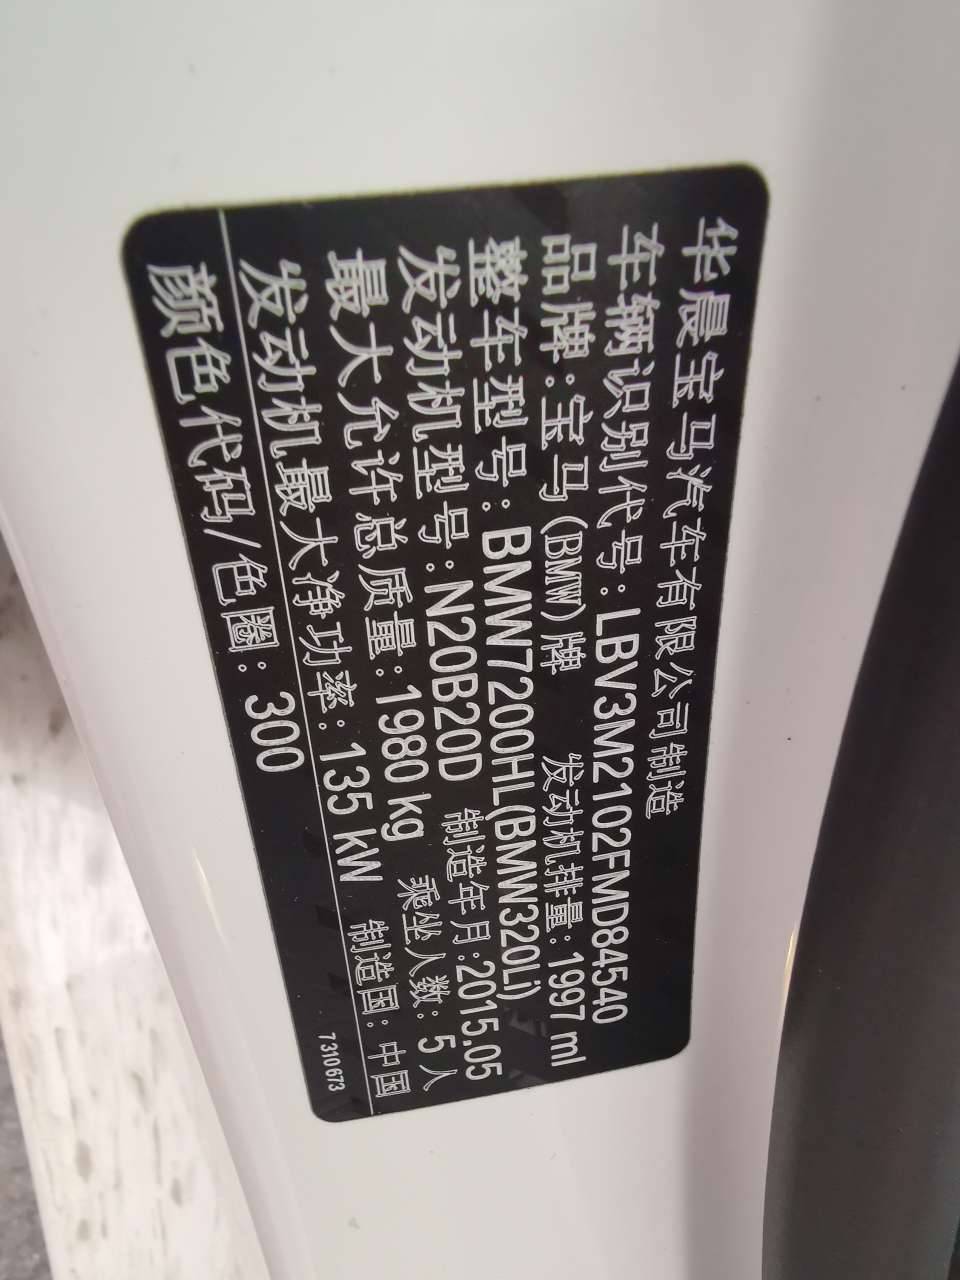 华晨宝马汽车有限公司制造
车辆识别代号:LBV3M2102FMD84540
品牌:宝马(BMW)牌 发动机排量:1997 ml
整车型号:BMW7200HL(BMW320Li)
发动机型号:N20B20D 制造年月:2015.05
最大允许总质量:1980 kg 乘坐人数:5人
发动机最大净功率:135 kW 制造国:中国
颜色代码/色圈:300 7310673